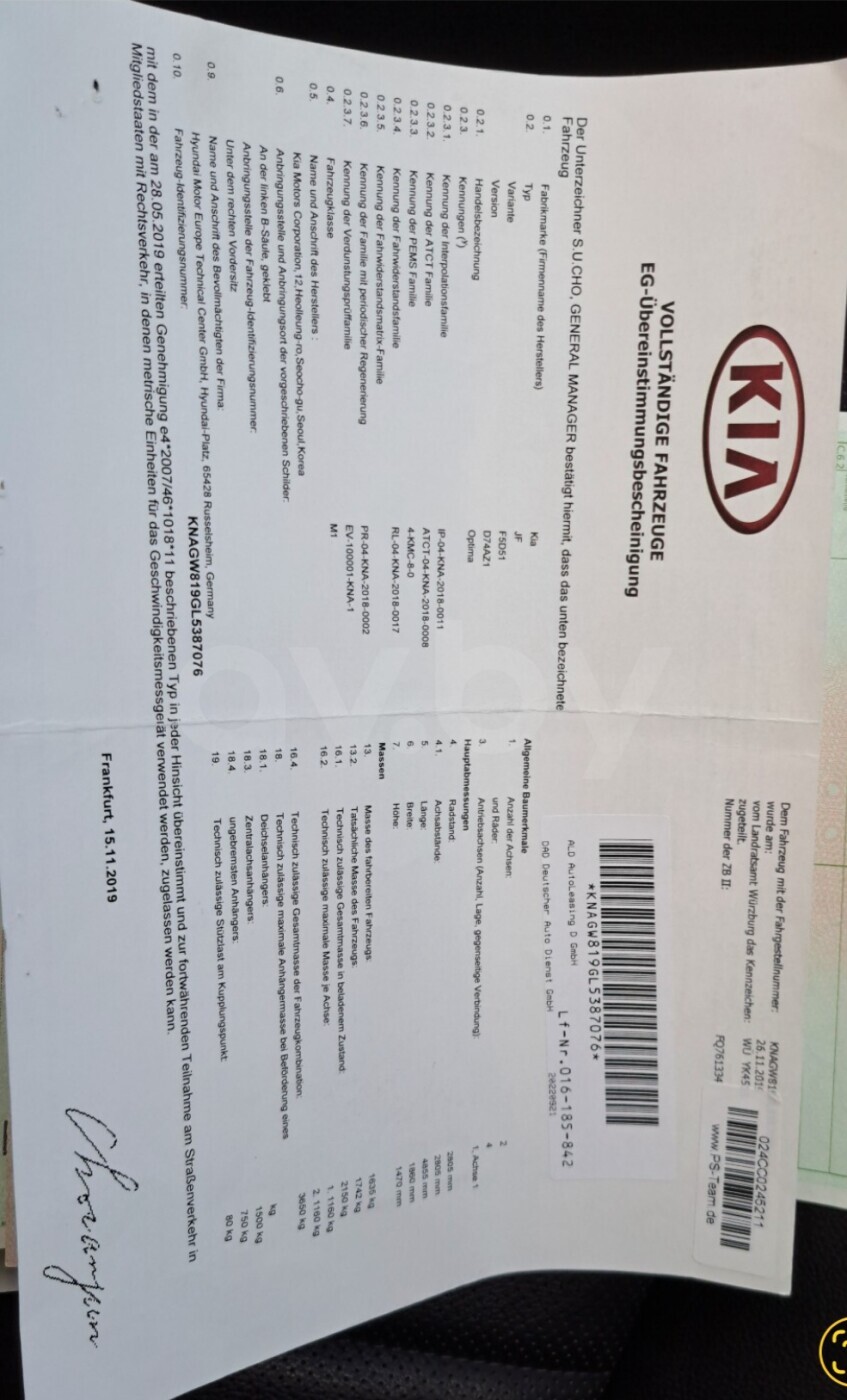 KIA
VOLLSTÄNDIGE FAHRZEUGE
EG-Übereinstimmungsbescheinigung
Der Unterzeichner S.U.CHO, GENERAL MANAGER bestätigt hiermit, dass das unten bezeichnete
Fahrzeug
0.1. Fabrikmarke (Firmenname des Herstellers) Kia
0.2. Typ JF
Variante F5D51
Version D74AZ1
0.2.1. Handelsbezeichnung Optima
0.2.3. Kennungen
0.2.3.1. Kennung der Interpolationsfamilie IP-04-KNA-2018-0011
0.2.3.2. Kennung der ATCT Familie ATCT-04-KNA-2018-0008
0.2.3.3. Kennung der PEMS Familie 4-KMC-8-0
0.2.3.4. Kennung der Fahrwiderstandsfamilie RL-04-KNA-2018-0017
0.2.3.5. Kennung der Fahrwiderstandsmatrix-Familie
0.2.3.6. Kennung der Familie mit periodischer Regenerierung PR-04-KNA-2018-0002
0.2.3.7. Kennung der Verdunstungsprüffamilie EV-100001-KNA-1
0.4. Fahrzeugklasse M1
0.5. Name und Anschrift des Herstellers :
Kia Motors Corporation,12,Heolleung-ro,Seocho-gu,Seoul,Korea
0.6. Anbringungsstelle und Anbringungsort der vorgeschriebenen Schilder:
An der linken B-Säule, geklebt
Anbringungsstelle der Fahrzeug-Identifizierungsnummer:
Unter dem rechten Vordersitz
0.9. Name und Anschrift des Bevollmächtigten der Firma:
Hyundai Motor Europe Technical Center GmbH, Hyundai-Platz, 65428 Russelsheim, Germany
0.10. Fahrzeug-Identifizierungsnummer: KNAGW819GL5387076
mit dem in der am 28.05.2019 erteilten Genehmigung e4*2007/46*1018*11 beschriebenen Typ in jeder Hinsicht übereinstimmt und zur fortwährenden Teilnahme am Straßenverkehr in
Mitgliedstaaten mit Rechtsverkehr, in denen metrische Einheiten für das Geschwindigkeitsmessgerät verwendet werden, zugelassen werden kann.
Frankfurt, 15.11.2019
Dem Fahrzeug mit der Fahrgestellnummer: KNAGW81
wurde am: 26.11.201
vom Landratsamt Würzburg das Kennzeichen: WÜ YK45
zugeteilt.
Nummer der ZB II: FQ761334
024CC0245211
www.PS-Team.de
*KNAGW819GL5387076*
ALD AutoLeasing D GmbH Lf-Nr.016-185-842
DAD Deutscher Auto Dienst GmbH 20220921
Allgemeine Baumerkmale
1. Anzahl der Achsen: 2
und Räder: 4
3. Antriebsachsen (Anzahl, Lage, gegenseitige Verbindung): 1, Achse 1
Hauptabmessungen
4. Radstand: 2805 mm
4.1. Achsabstände: 2805 mm
5. Länge: 4855 mm
6. Breite: 1860 mm
7. Höhe: 1470 mm
Massen
13. Masse des fahrbereiten Fahrzeugs: 1635 kg
13.2. Tatsächliche Masse des Fahrzeugs: 1742 kg
16.1. Technisch zulässige Gesamtmasse in beladenem Zustand: 2150 kg
16.2. Technisch zulässige maximale Masse je Achse: 1. 1160 kg
2. 1160 kg
16.4. Technisch zulässige Gesamtmasse der Fahrzeugkombination: 3650 kg
18. Technisch zulässige maximale Anhängermasse bei Beförderung eines
18.1. Deichselanhängers: kg
18.3. Zentralachsanhängers: 1500 kg
18.4. ungebremsten Anhängers: 750 kg
19. Technisch zulässige Stützlast am Kupplungspunkt: 80 kg
av.by